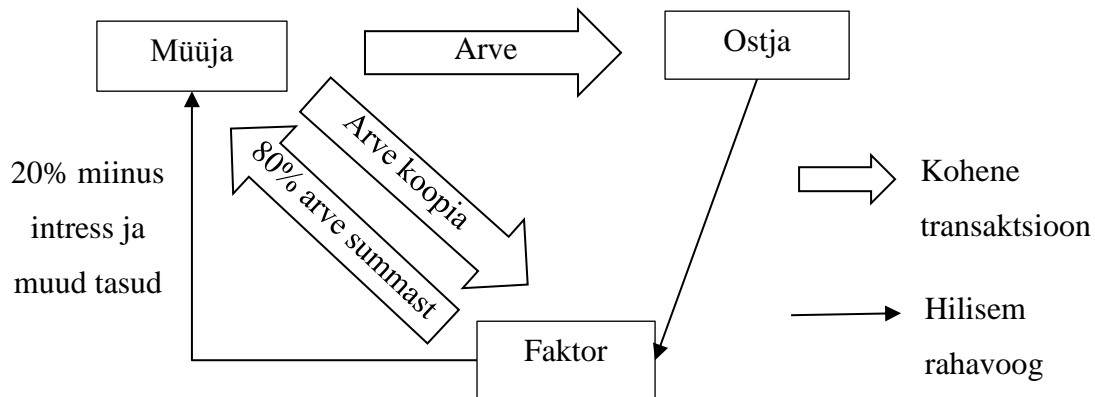 Müüja
Arve
Ostja
Arve koopia
80% arve summast
20% miinus
intress ja
muud tasud
Faktor
Kohene
transaktsioon
Hilisem
rahavoog